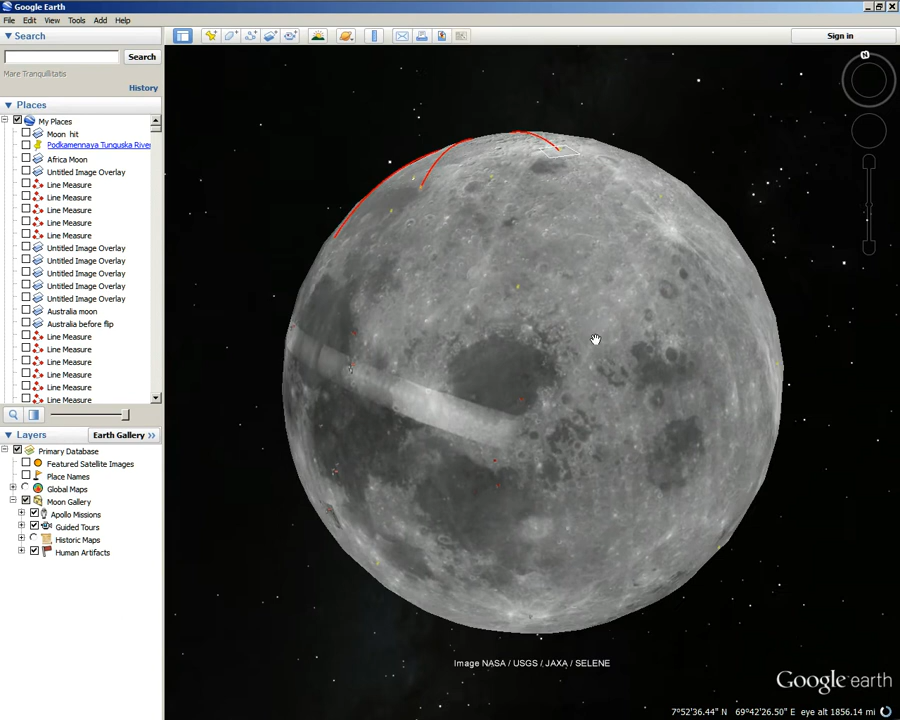 Google Earth
File Edit View Tools Add Help
Search
Sign in
N
Search
Mare Tranquillitatis
History
Places
My Places
Moon hit
Podkamennaya Tunguska River
Africa Moon
Untitled Image Overlay
Line Measure
Line Measure
Line Measure
Line Measure
Line Measure
Untitled Image Overlay
Untitled Image Overlay
Untitled Image Overlay
Untitled Image Overlay
Untitled Image Overlay
Australia moon
Australia before flip
Line Measure
Line Measure
Line Measure
Line Measure
Line Measure
Line Measure
Layers
Earth Gallery >>
Primary Database
Featured Satellite Images
Place Names
Global Maps
Moon Gallery
Apollo Missions
Guided Tours
Historic Maps
Human Artifacts
Image NASA / USGS / JAXA / SELENE
Google earth
7°52'36.44" N 69°42'26.50" E eye alt 1856.14 mi